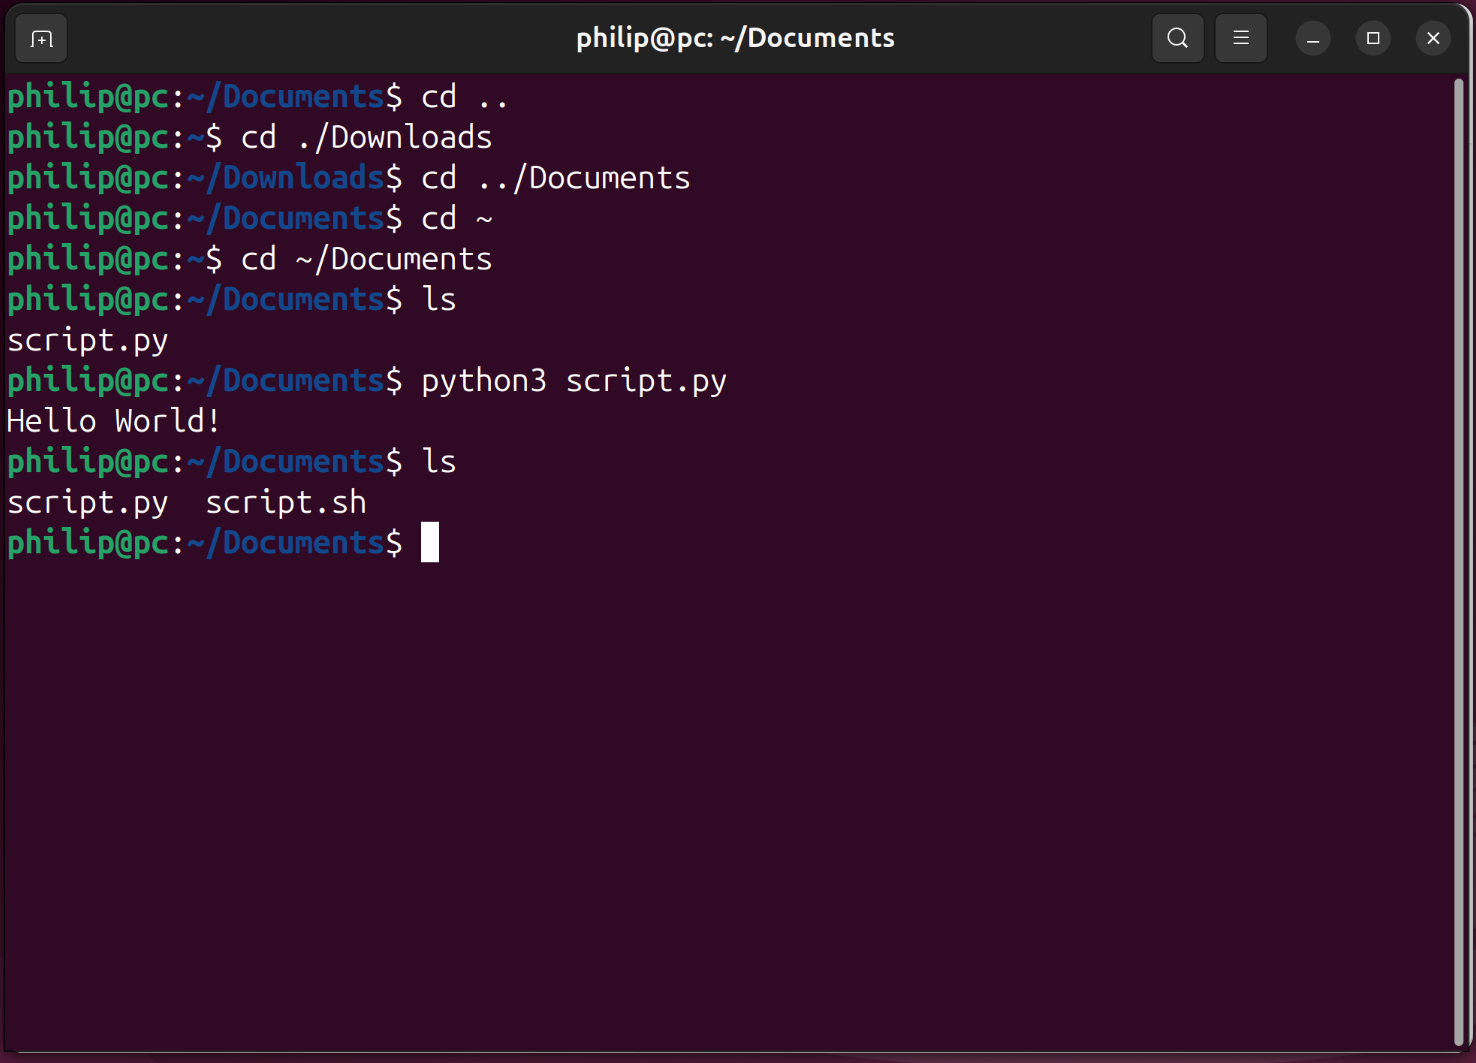 philip@pc: ~/Documents
philip@pc:~/Documents$ cd ..
philip@pc:~$ cd ./Downloads
philip@pc:~/Downloads$ cd ../Documents
philip@pc:~/Documents$ cd ~
philip@pc:~$ cd ~/Documents
philip@pc:~/Documents$ ls
script.py
philip@pc:~/Documents$ python3 script.py
Hello World!
philip@pc:~/Documents$ ls
script.py  script.sh
philip@pc:~/Documents$